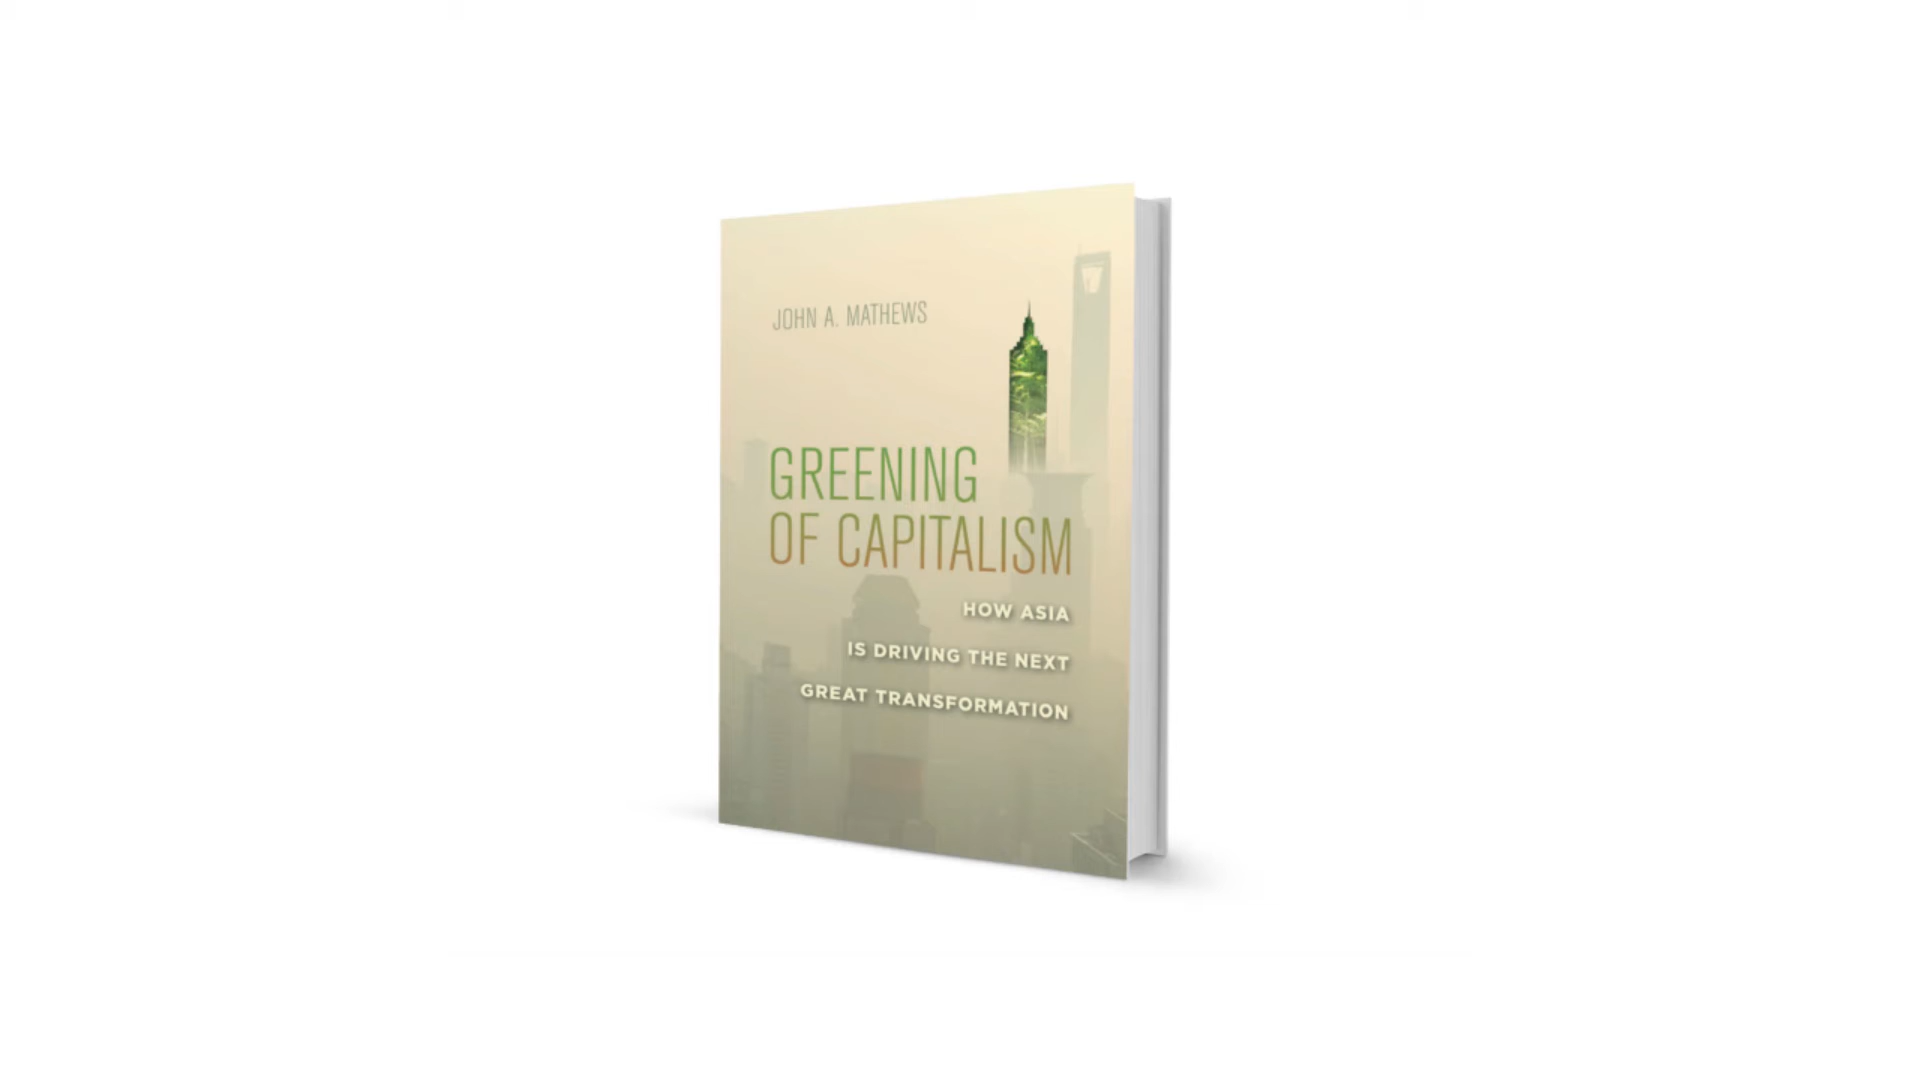 JOHN A. MATHEWS
GREENING
OF CAPITALISM
HOW ASIA
IS DRIVING THE NEXT
GREAT TRANSFORMATION